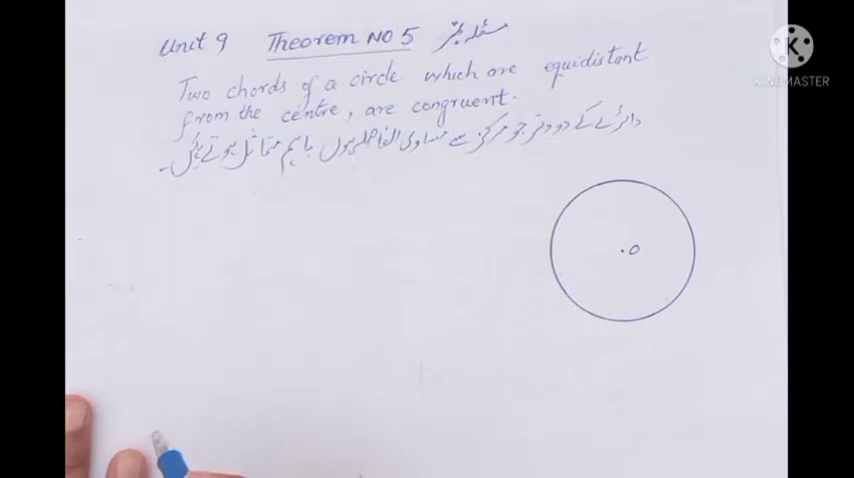 Unit 9 Theorem NO 5 مسئلہ نمبر
Two chords of a circle which are equidistant
from the centre, are congruent.
دائرے کے دو وتر جو مرکز سے مساوی الفاصلہ ہوں باہم متماثل ہوتے ہیں۔
.O
K
KINEMASTER